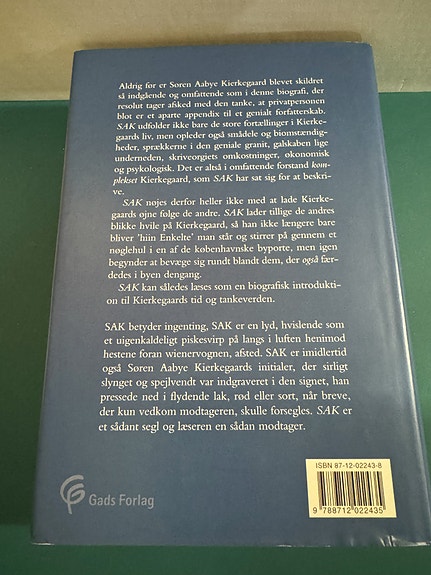 Aldrig før er Søren Aabye Kierkegaard blevet skildret
så indgående og omfattende som i denne biografi, der
resolut tager afsked med den tanke, at privatpersonen
blot er et aparte appendix til et genialt forfatterskab.
SAK udfolder ikke bare de store fortællinger i Kierke-
gaards liv, men opleder også smådele og biomstændig-
heder, sprækkerne i den geniale granit, galskaben lige
underneden, skriveorgiets omkostninger, økonomisk
og psykologisk. Det er altså i omfattende forstand kom-
plekset Kierkegaard, som SAK har sat sig for at beskri-
ve.
SAK nøjes derfor heller ikke med at lade Kierke-
gaards øjne følge de andre. SAK lader tillige de andres
blikke hvile på Kierkegaard, så han ikke længere bare
bliver 'hiin Enkelte' man står og stirrer på gennem et
nøglehul i en af de københavnske byporte, men igen
begynder at bevæge sig rundt blandt dem, der også fær-
dedes i byen dengang.
SAK kan således læses som en biografisk introdukti-
on til Kierkegaards tid og tankeverden.
SAK betyder ingenting, SAK er en lyd, hvislende som
et uigenkaldeligt piskesvirp på langs i luften henimod
hestene foran wienervognen, afsted. SAK er imidlertid
også Søren Aabye Kierkegaards initialer, der sirligt
slynget og spejlvendt var indgraveret i den signet, han
pressede ned i flydende lak, rød eller sort, når breve,
der kun vedkom modtageren, skulle forsegles. SAK er
et sådant segl og læseren en sådan modtager.
Gads Forlag
ISBN 87-12-02243-8
9 788712 022435